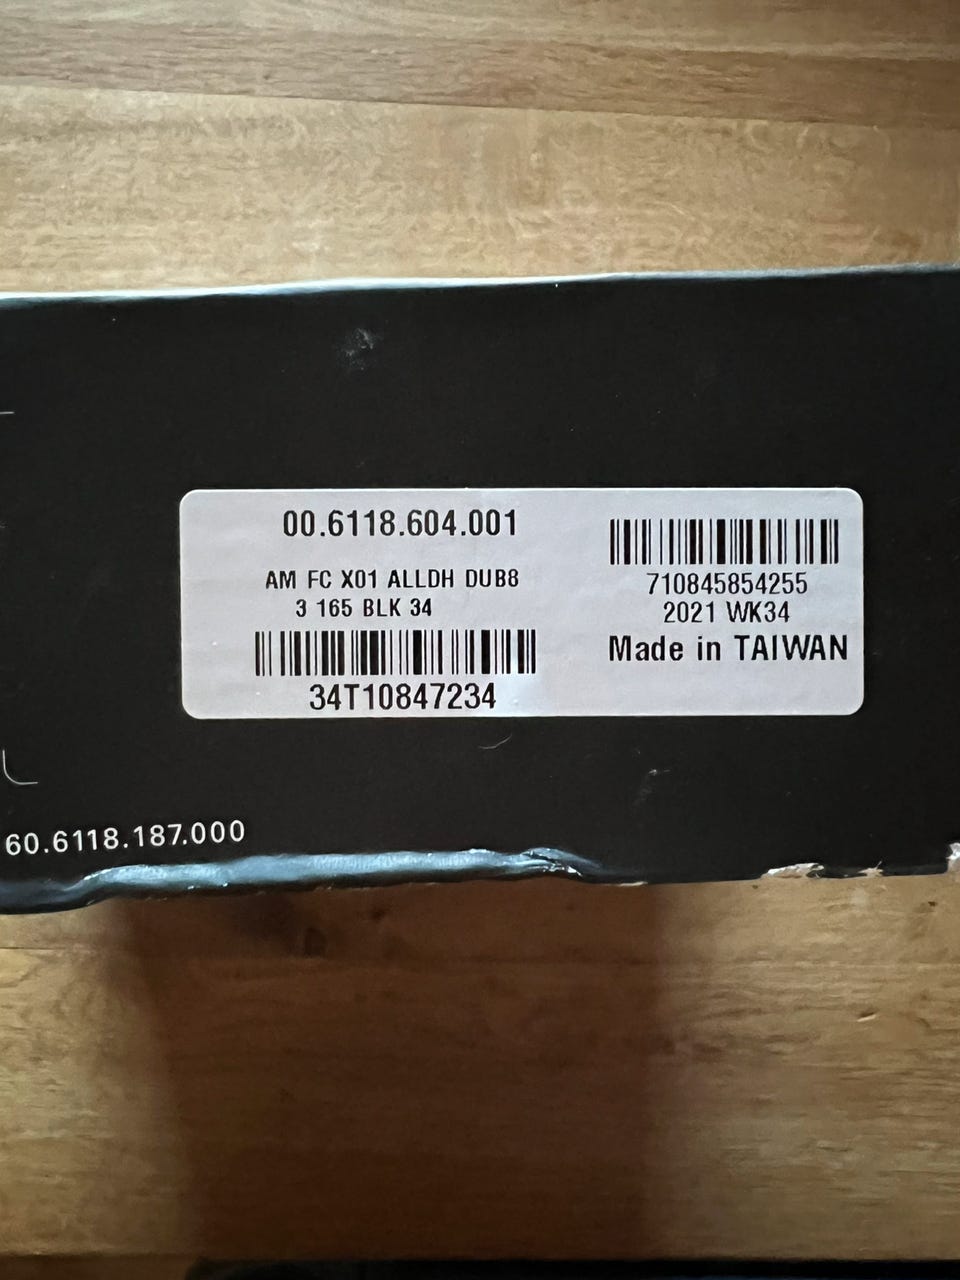 00.6118.604.001
AM FC X01 ALLDH DUB8
3 165 BLK 34
34T10847234
710845854255
2021 WK34
Made in TAIWAN
60.6118.187.000